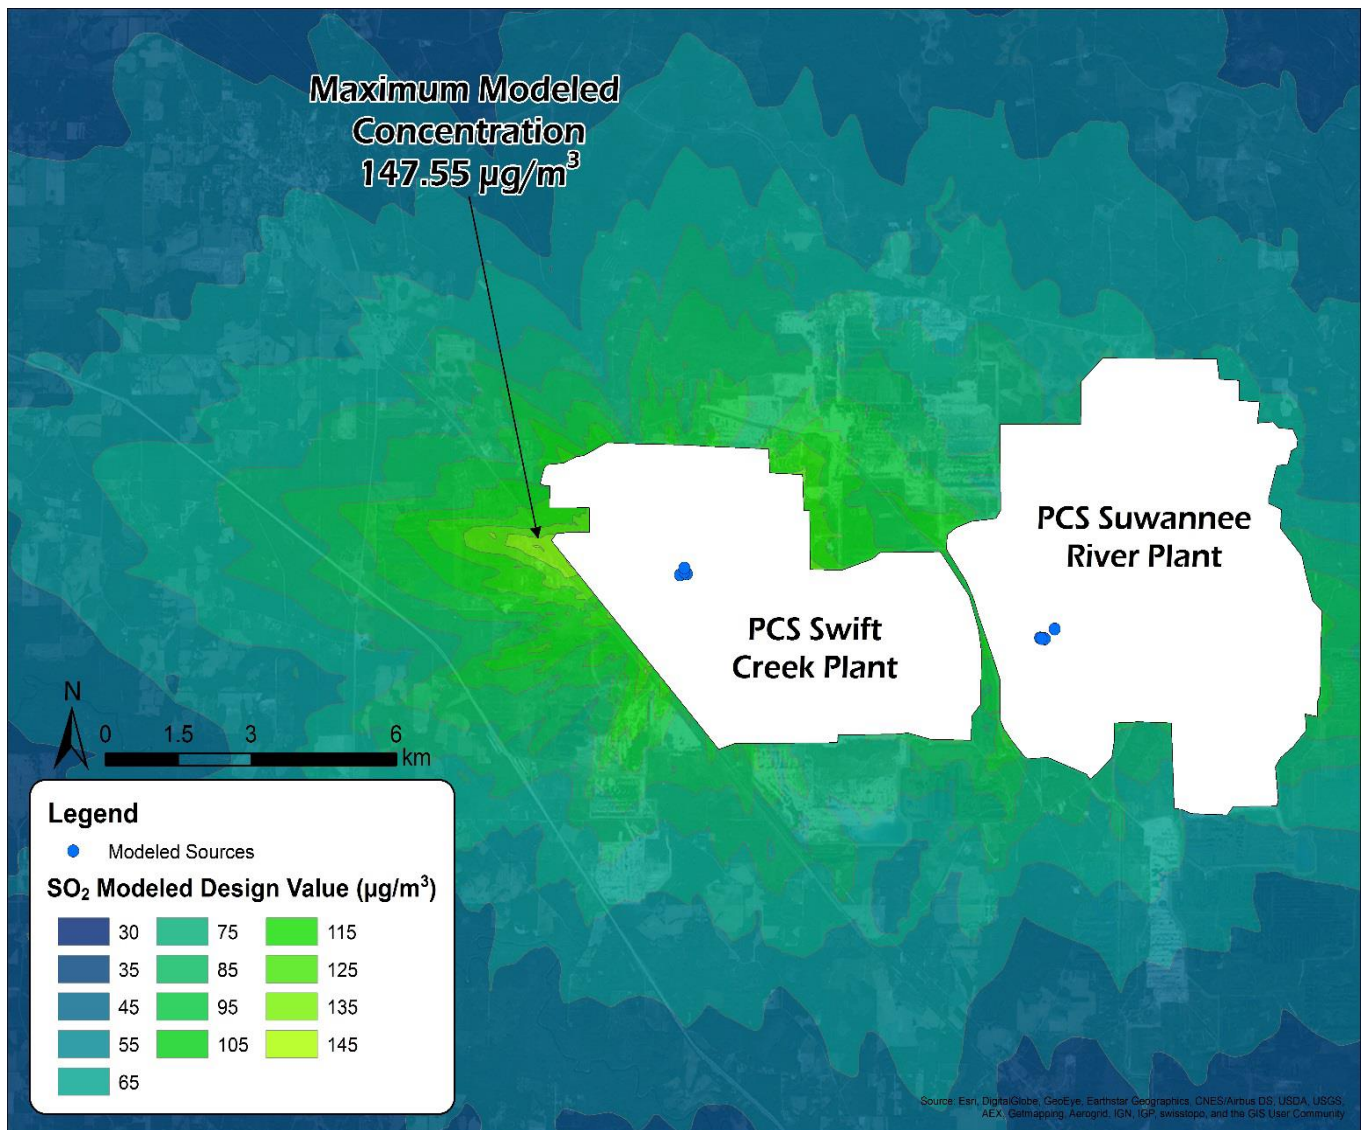 Maximum Modeled
Concentration
147.55 µg/m³
PCS Suwannee
River Plant
PCS Swift
Creek Plant
N
0 1.5 3 6
km
Legend
Modeled Sources
SO₂ Modeled Design Value (µg/m³)
30 75 115
35 85 125
45 95 135
55 105 145
65
Source: Esri, DigitalGlobe, GeoEye, Earthstar Geographics, CNES/Airbus DS, USDA, USGS,
AEX, Getmapping, Aerogrid, IGN, IGP, swisstopo, and the GIS User Community